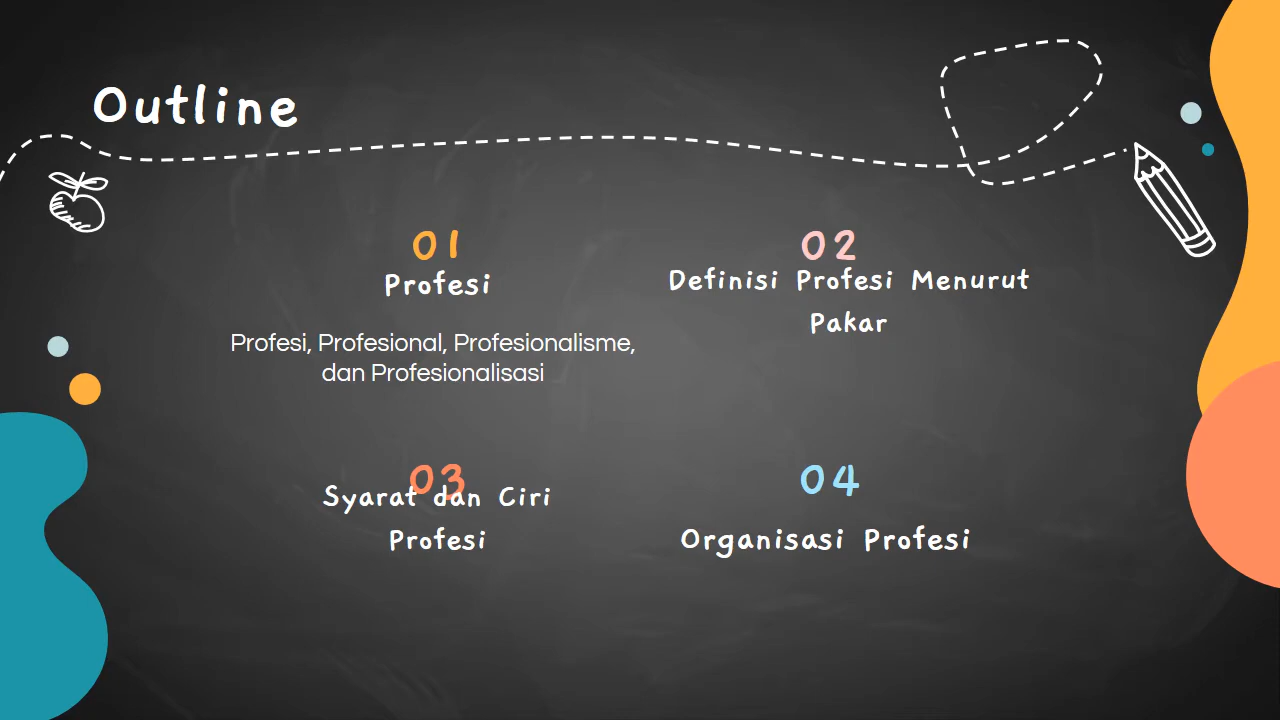 Outline
01
Profesi
Profesi, Profesional, Profesionalisme,
dan Profesionalisasi
02
Definisi Profesi Menurut
Pakar
03
Syarat dan Ciri
Profesi
04
Organisasi Profesi